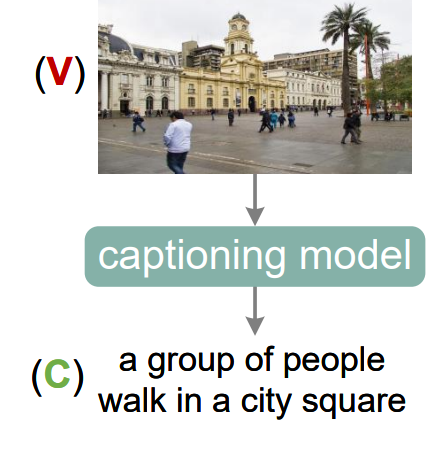 (V)
captioning model
(C)
a group of people
walk in a city square